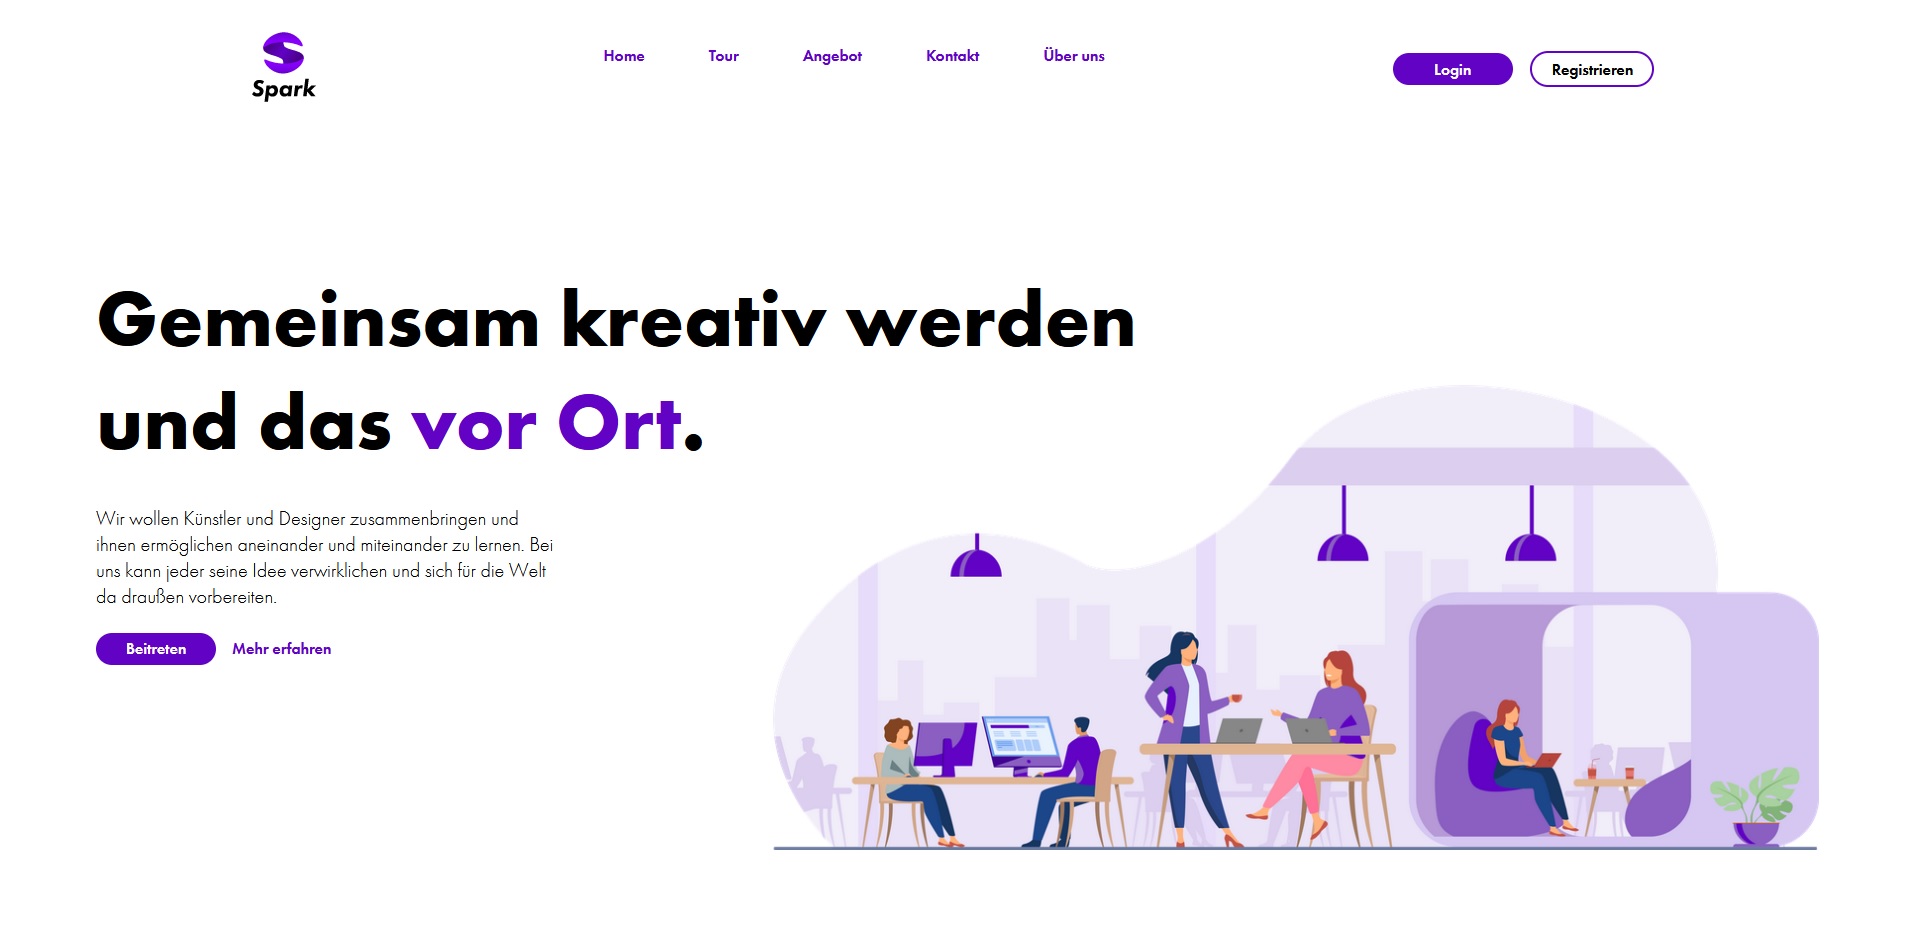 Spark
Home Tour Angebot Kontakt Über uns
Login Registrieren
Gemeinsam kreativ werden
und das vor Ort.
Wir wollen Künstler und Designer zusammenbringen und
ihnen ermöglichen aneinander und miteinander zu lernen. Bei
uns kann jeder seine Idee verwirklichen und sich für die Welt
da draußen vorbereiten.
Beitreten Mehr erfahren